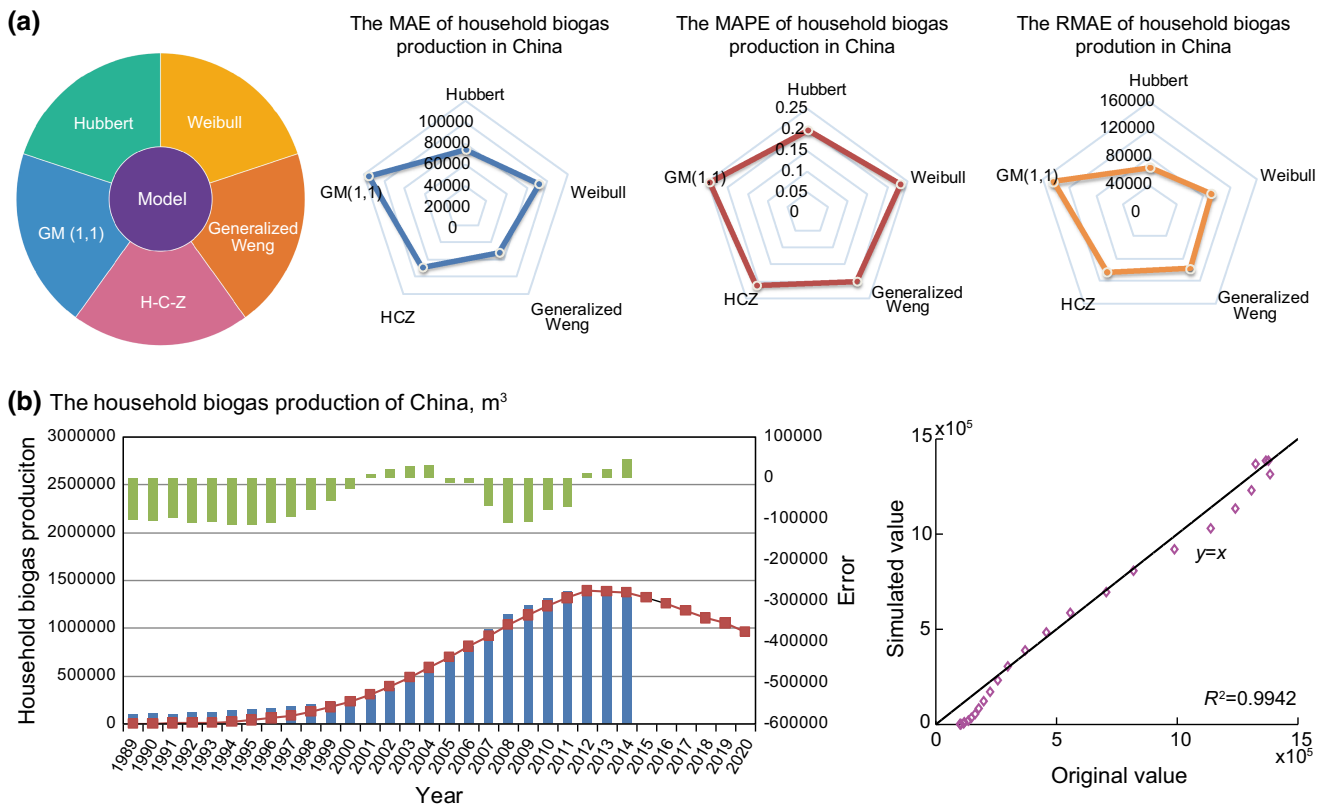 (a)
Hubbert
Weibull
GM (1,1)
Model
Generalized
Weng
H-C-Z
The MAE of household biogas
production in China
Hubbert
100000
80000
60000
40000
20000
0
GM(1,1)
Weibull
HCZ
Generalized
Weng
The MAPE of household biogas
production in China
Hubbert
0.25
0.2
0.15
0.1
0.05
0
GM(1,1)
Weibull
HCZ
Generalized
Weng
The RMAE of household biogas
prodution in China
Hubbert
160000
120000
80000
40000
0
GM(1,1)
Weibull
HCZ
Generalized
Weng
(b) The household biogas production of China, m³
Household biogas produciton
3000000
2500000
2000000
1500000
1000000
500000
0
100000
0
-100000
-200000
-300000
-400000
-500000
-600000
Error
1989 1990 1991 1992 1993 1994 1995 1996 1997 1998 1999 2000 2001 2002 2003 2004 2005 2006 2007 2008 2009 2010 2011 2012 2013 2014 2015 2016 2017 2018 2019 2020
Year
Simulated value
15 x10⁵
10
5
0
y=x
R²=0.9942
0 5 10 15
x10⁵
Original value